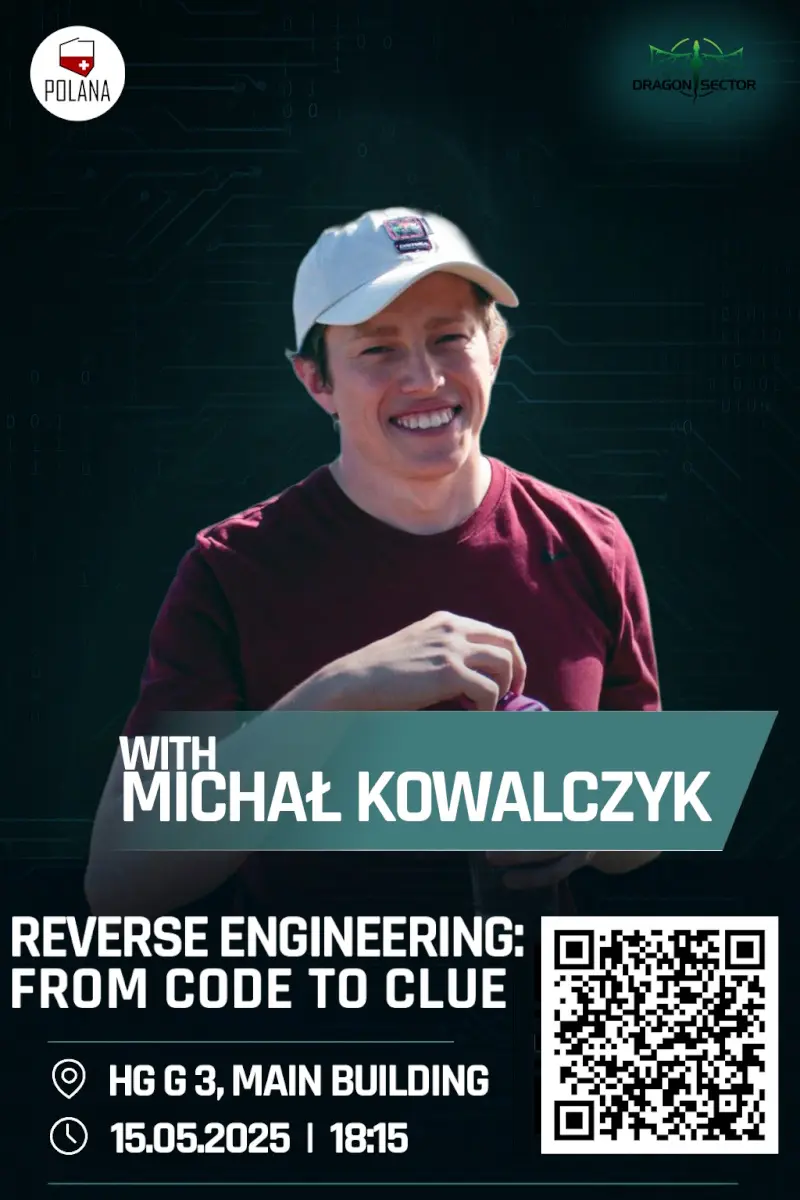 POLANA
DRAGON SECTOR
WITH
MICHAŁ KOWALCZYK
REVERSE ENGINEERING:
FROM CODE TO CLUE
HG G 3, MAIN BUILDING
15.05.2025 | 18:15